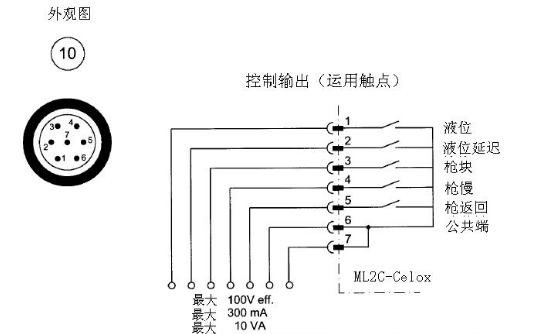 外观图
10
控制输出（运用触点）
3 4
2 7 5
1 6
1 液位
2 液位延迟
3 枪块
4 枪慢
5 枪返回
6 公共端
7
ML2C-Celox
最大 100V eff.
最大 300 mA
最大 10 VA